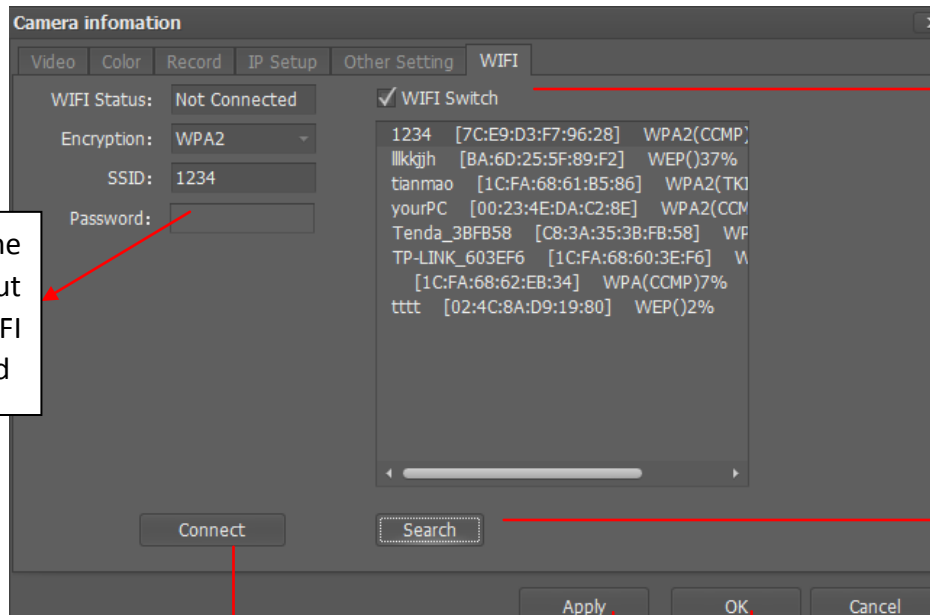 Camera infomation
Video Color Record IP Setup Other Setting WIFI
WIFI Status: Not Connected
Encryption: WPA2
SSID: 1234
Password:
ut
FI
WIFI Switch
1234 [7C:E9:D3:F7:96:28] WPA2(CCMP)
lllkkjjh [BA:6D:25:5F:89:F2] WEP()37%
tianmao [1C:FA:68:61:B5:86] WPA2(TKI
yourPC [00:23:4E:DA:C2:8E] WPA2(CCM
Tenda_3BFB58 [C8:3A:35:3B:FB:58] WP
TP-LINK_603EF6 [1C:FA:68:60:3E:F6] W
[1C:FA:68:62:EB:34] WPA(CCMP)7%
tttt [02:4C:8A:D9:19:80] WEP()2%
Connect Search
Apply OK Cancel